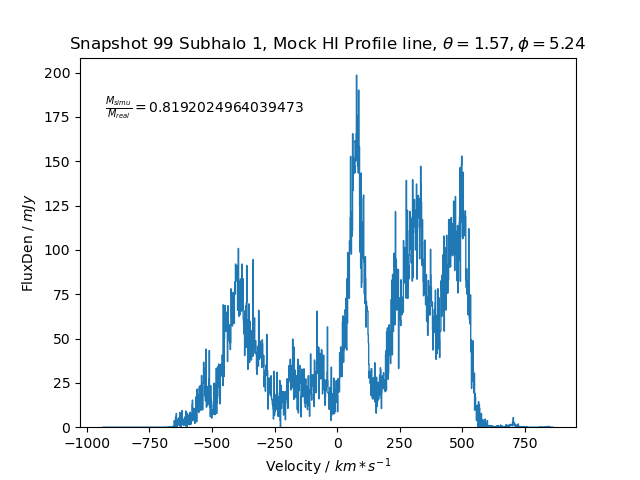 Snapshot 99 Subhalo 1, Mock HI Profile line, θ = 1.57, ϕ = 5.24
200
175
150
125
100
75
50
25
0
FluxDen / mJy
M_simu/M_real = 0.8192024964039473
−1000 −750 −500 −250 0 250 500 750
Velocity / km * s⁻¹